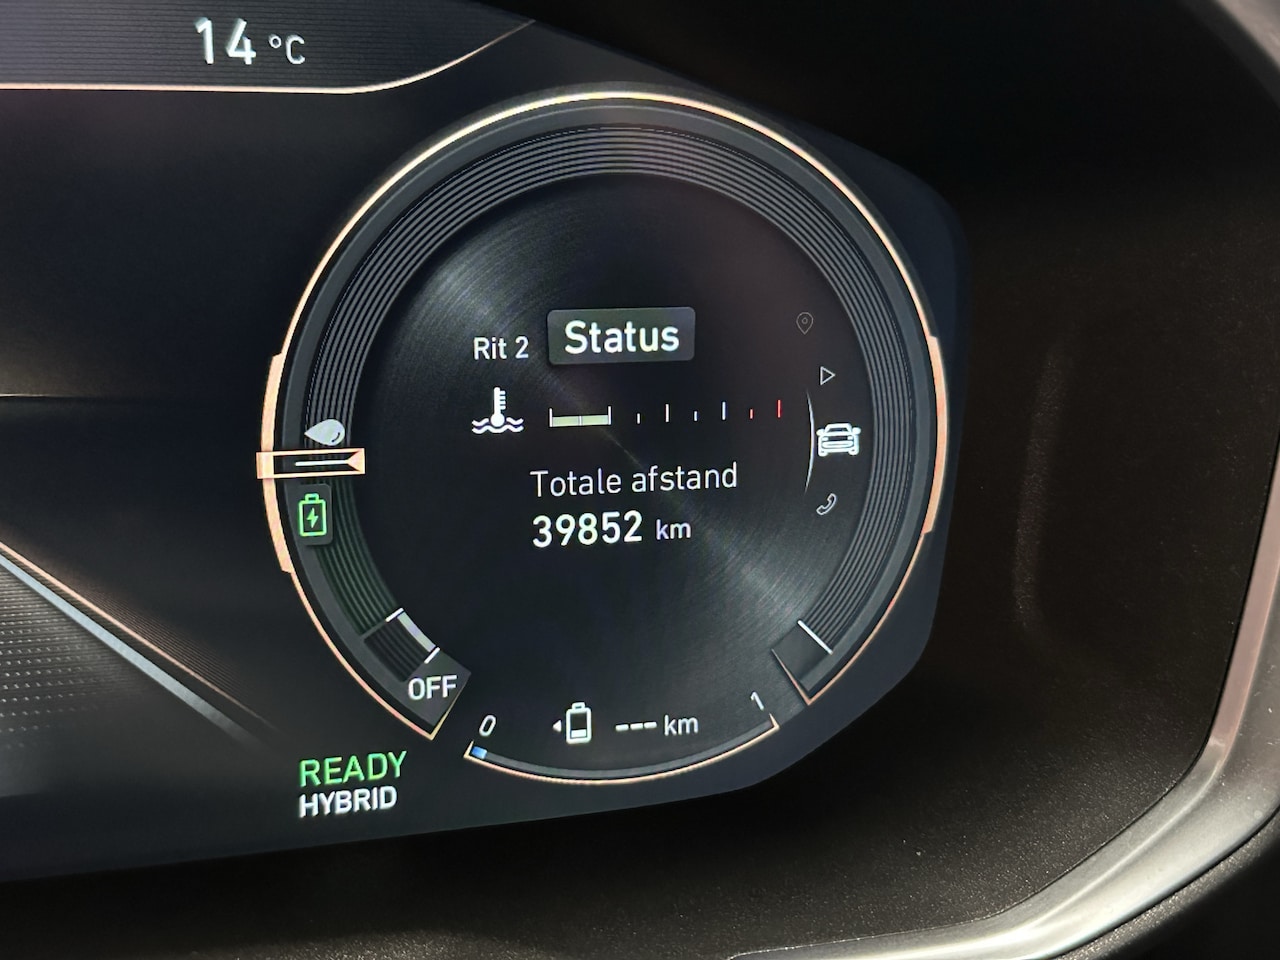 14 °C
Rit 2 Status
Totale afstand
39852 km
OFF
0 --- km 1
READY
HYBRID